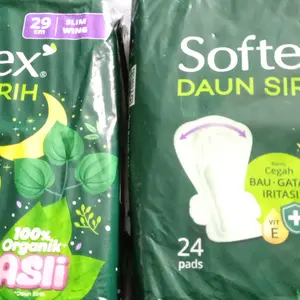 29
cm
SLIM
WING
ex
RIH
100%
Organik
ASLi
*Daun Sirih
Softe
DAUN SIR
Bantu
Cegah
BAU - GATA
IRITASI
VIT
E
24
pads